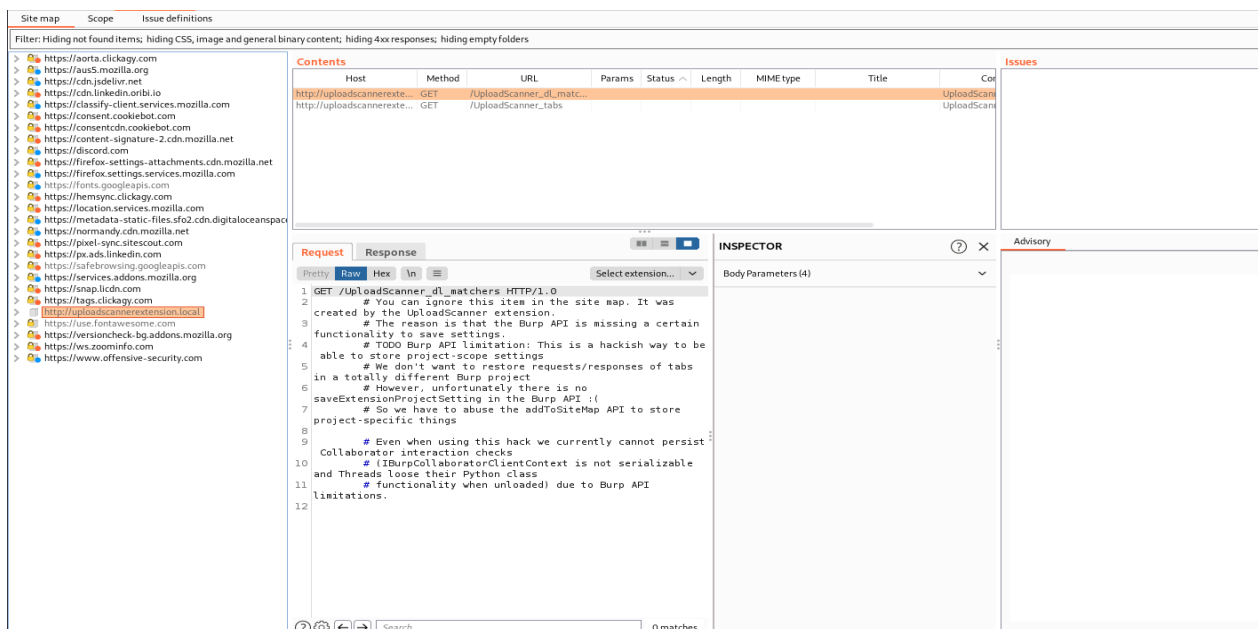 Site map Scope Issue definitions
Filter: Hiding not found items; hiding CSS, image and general binary content; hiding 4xx responses; hiding empty folders
https://aorta.clickagy.com
https://aus5.mozilla.org
https://cdn.jsdelivr.net
https://cdn.linkedin.oribi.io
https://classify-client.services.mozilla.com
https://consent.cookiebot.com
https://consentcdn.cookiebot.com
https://content-signature-2.cdn.mozilla.net
https://discord.com
https://firefox-settings-attachments.cdn.mozilla.net
https://firefox.settings.services.mozilla.com
https://fonts.googleapis.com
https://hemsync.clickagy.com
https://location.services.mozilla.com
https://metadata-static-files.sfo2.cdn.digitaloceanspac
https://normandy.cdn.mozilla.net
https://pixel-sync.sitescout.com
https://px.ads.linkedin.com
https://safebrowsing.googleapis.com
https://services.addons.mozilla.org
https://snap.licdn.com
https://tags.clickagy.com
http://uploadscannerextension.local
https://use.fontawesome.com
https://versioncheck-bg.addons.mozilla.org
https://ws.zoominfo.com
https://www.offensive-security.com
Contents
Host Method URL Params Status Length MIME type Title Co
http://uploadscannerexte... GET /UploadScanner_dl_matc... UploadScan
http://uploadscannerexte... GET /UploadScanner_tabs UploadScan
Request Response
Pretty Raw Hex \n Select extension...
1 GET /UploadScanner_dl_matchers HTTP/1.0
2 # You can ignore this item in the site map. It was
created by the UploadScanner extension.
3 # The reason is that the Burp API is missing a certain
functionality to save settings.
4 # TODO Burp API limitation: This is a hackish way to be
able to store project-scope settings
5 # We don't want to restore requests/responses of tabs
in a totally different Burp project
6 # However, unfortunately there is no
saveExtensionProjectSetting in the Burp API :(
7 # So we have to abuse the addToSiteMap API to store
project-specific things
8
9 # Even when using this hack we currently cannot persist
Collaborator interaction checks
10 # (IBurpCollaboratorClientContext is not serializable
and Threads loose their Python class
11 # functionality when unloaded) due to Burp API
limitations.
12
Search... 0 matches
INSPECTOR
Body Parameters (4)
Issues
Advisory